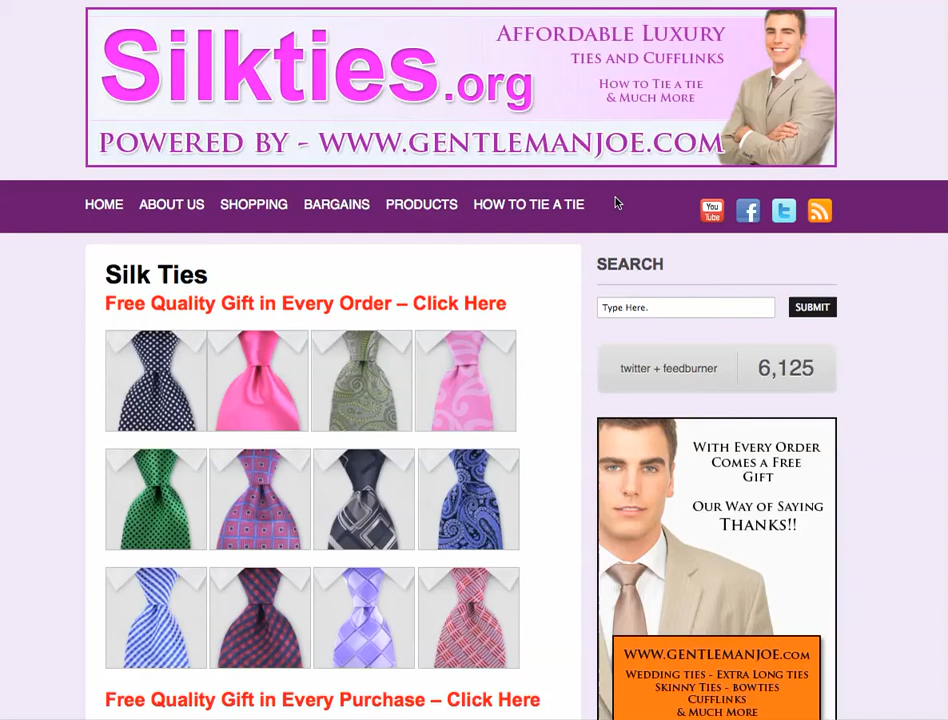 Silkties.org
AFFORDABLE LUXURY
TIES AND CUFFLINKS
HOW TO TIE A TIE
& MUCH MORE
POWERED BY - WWW.GENTLEMANJOE.COM
HOME ABOUT US SHOPPING BARGAINS PRODUCTS HOW TO TIE A TIE
You
Tube
Silk Ties
Free Quality Gift in Every Order – Click Here
SEARCH
Type Here.
SUBMIT
twitter + feedburner 6,125
WITH EVERY ORDER
COMES A FREE
GIFT
OUR WAY OF SAYING
THANKS!!
WWW.GENTLEMANJOE.COM
WEDDING TIES - EXTRA LONG TIES
SKINNY TIES - BOWTIES
CUFFLINKS
& MUCH MORE
Free Quality Gift in Every Purchase – Click Here